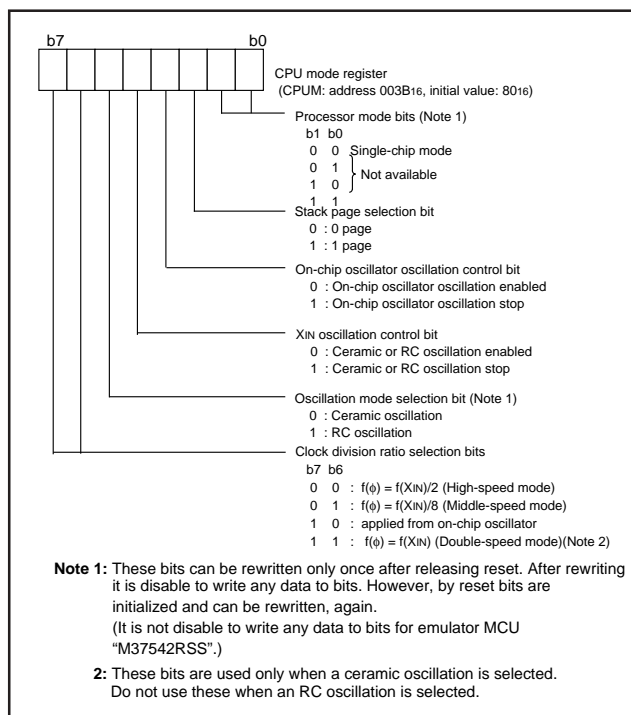 b7 b0
CPU mode register
(CPUM: address 003B16, initial value: 8016)
Processor mode bits (Note 1)
b1 b0
0 0 Single-chip mode
0 1
Not available
1 0
1 1
Stack page selection bit
0 : 0 page
1 : 1 page
On-chip oscillator oscillation control bit
0 : On-chip oscillator oscillation enabled
1 : On-chip oscillator oscillation stop
XIN oscillation control bit
0 : Ceramic or RC oscillation enabled
1 : Ceramic or RC oscillation stop
Oscillation mode selection bit (Note 1)
0 : Ceramic oscillation
1 : RC oscillation
Clock division ratio selection bits
b7 b6
0 0 : f(φ) = f(XIN)/2 (High-speed mode)
0 1 : f(φ) = f(XIN)/8 (Middle-speed mode)
1 0 : applied from on-chip oscillator
1 1 : f(φ) = f(XIN) (Double-speed mode)(Note 2)
Note 1: These bits can be rewritten only once after releasing reset. After rewriting
it is disable to write any data to bits. However, by reset bits are
initialized and can be rewritten, again.
(It is not disable to write any data to bits for emulator MCU
“M37542RSS”.)
2: These bits are used only when a ceramic oscillation is selected.
Do not use these when an RC oscillation is selected.